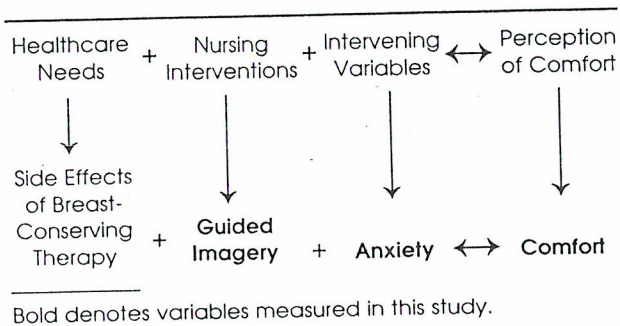 Healthcare Needs + Nursing Interventions + Intervening Variables ↔ Perception of Comfort
Side Effects of Breast-Conserving Therapy + Guided Imagery + Anxiety ↔ Comfort
Bold denotes variables measured in this study.